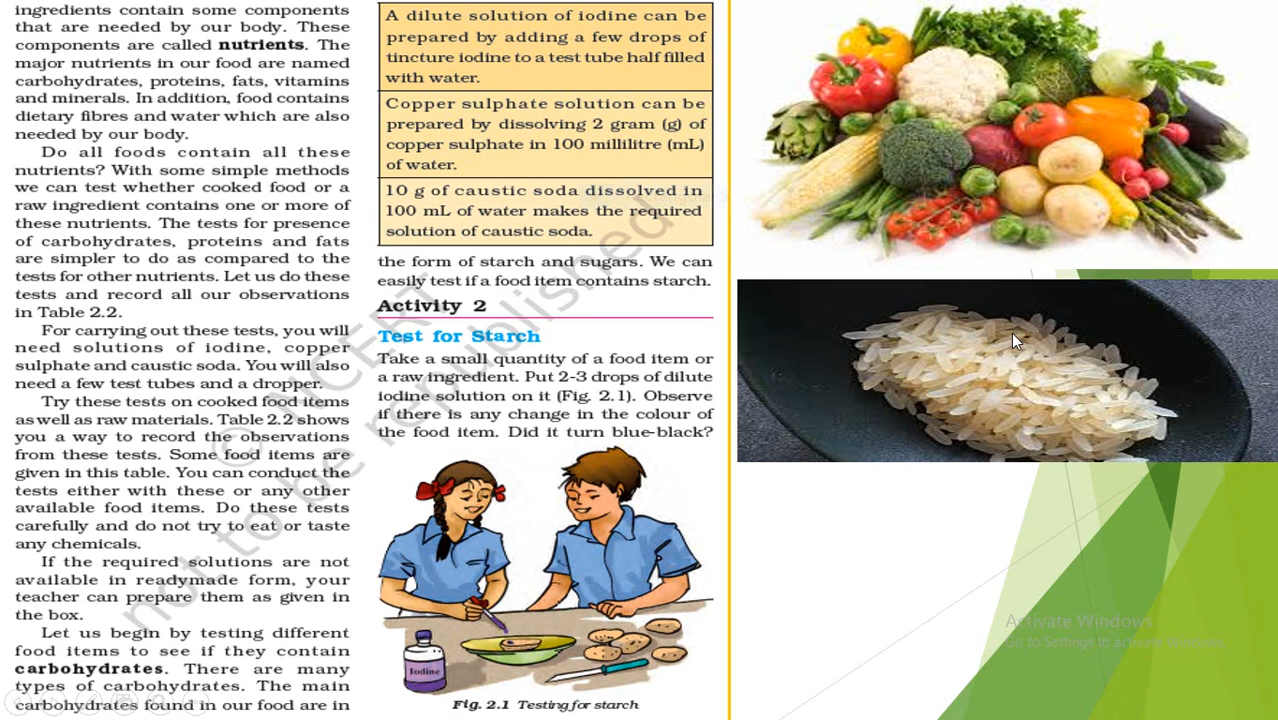 ingredients contain some components
that are needed by our body. These
components are called nutrients. The
major nutrients in our food are named
carbohydrates, proteins, fats, vitamins
and minerals. In addition, food contains
dietary fibres and water which are also
needed by our body.
Do all foods contain all these
nutrients? With some simple methods
we can test whether cooked food or a
raw ingredient contains one or more of
these nutrients. The tests for presence
of carbohydrates, proteins and fats
are simpler to do as compared to the
tests for other nutrients. Let us do these
tests and record all our observations
in Table 2.2.
For carrying out these tests, you will
need solutions of iodine, copper
sulphate and caustic soda. You will also
need a few test tubes and a dropper.
Try these tests on cooked food items
as well as raw materials. Table 2.2 shows
you a way to record the observations
from these tests. Some food items are
given in this table. You can conduct the
tests either with these or any other
available food items. Do these tests
carefully and do not try to eat or taste
any chemicals.
If the required solutions are not
available in readymade form, your
teacher can prepare them as given in
the box.
Let us begin by testing different
food items to see if they contain
carbohydrates. There are many
types of carbohydrates. The main
carbohydrates found in our food are in
A dilute solution of iodine can be
prepared by adding a few drops of
tincture iodine to a test tube half filled
with water.
Copper sulphate solution can be
prepared by dissolving 2 gram (g) of
copper sulphate in 100 millilitre (mL)
of water.
10 g of caustic soda dissolved in
100 mL of water makes the required
solution of caustic soda.
the form of starch and sugars. We can
easily test if a food item contains starch.
Activity 2
Test for Starch
Take a small quantity of a food item or
a raw ingredient. Put 2-3 drops of dilute
iodine solution on it (Fig. 2.1). Observe
if there is any change in the colour of
the food item. Did it turn blue-black?
Iodine
Fig. 2.1 Testing for starch
© NCERT
not to be republished
Activate Windows
Go to Settings to activate Windows.